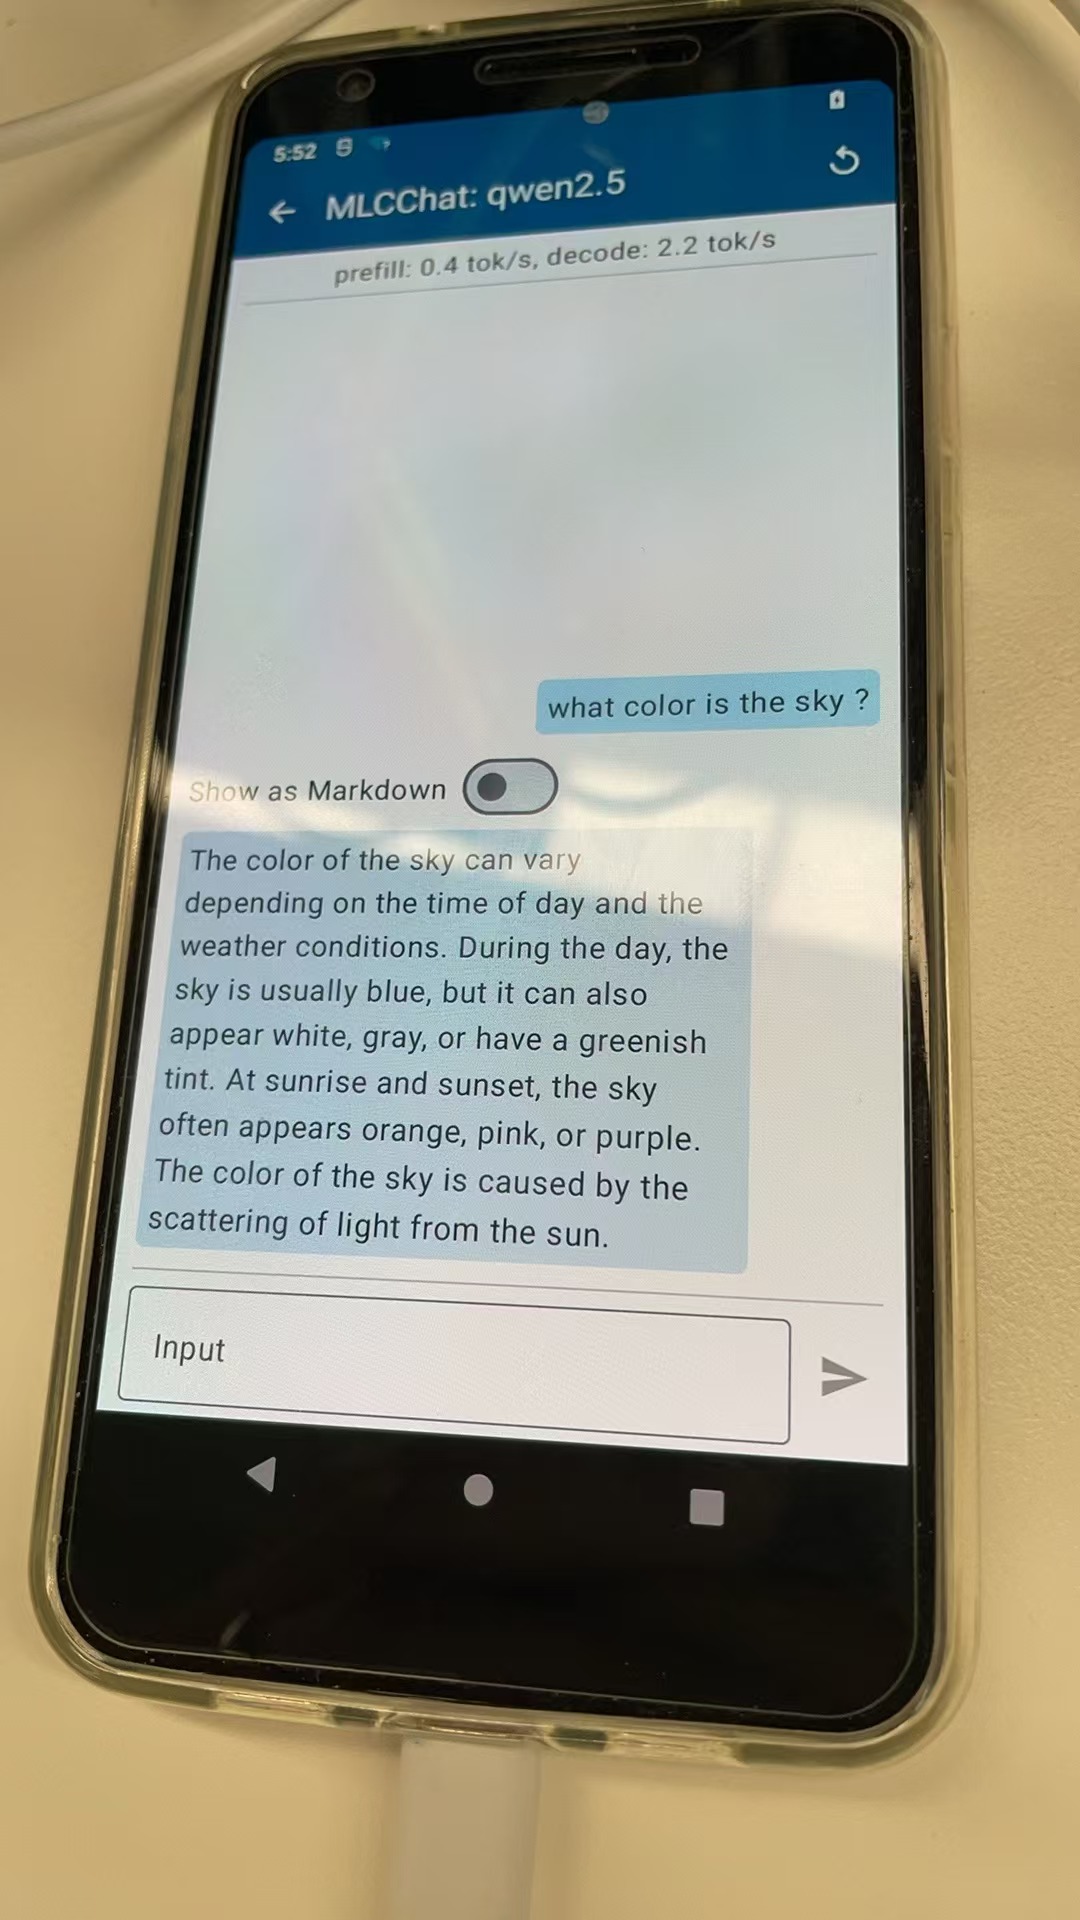 5:52
MLCChat: qwen2.5
prefill: 0.4 tok/s, decode: 2.2 tok/s
what color is the sky ?
Show as Markdown
The color of the sky can vary
depending on the time of day and the
weather conditions. During the day, the
sky is usually blue, but it can also
appear white, gray, or have a greenish
tint. At sunrise and sunset, the sky
often appears orange, pink, or purple.
The color of the sky is caused by the
scattering of light from the sun.
Input